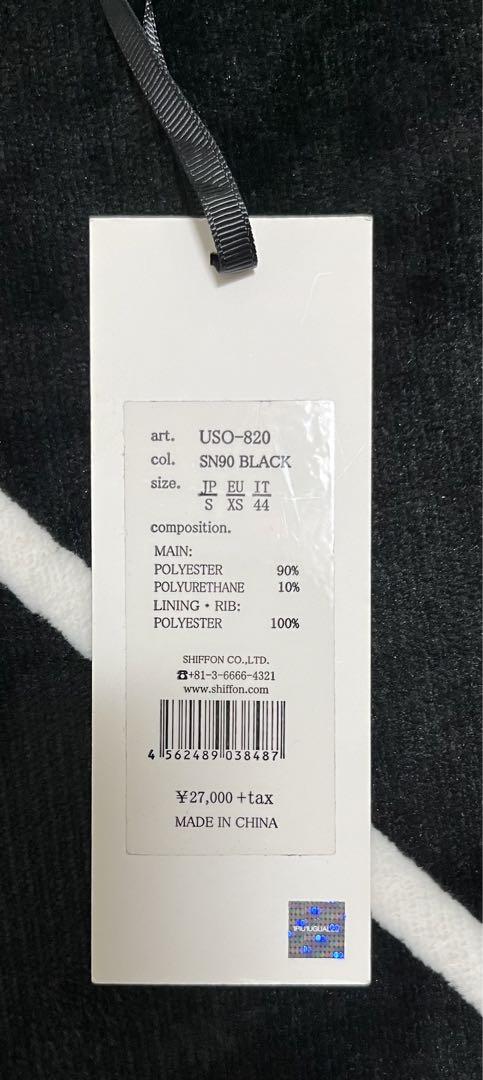 art. USO-820
col. SN90 BLACK
size. JP EU IT
S XS 44
composition.
MAIN:
POLYESTER 90%
POLYURETHANE 10%
LINING・RIB:
POLYESTER 100%
SHIFFON CO.,LTD.
☎+81-3-6666-4321
www.shiffon.com
4 562489 038487
¥27,000 +tax
MADE IN CHINA